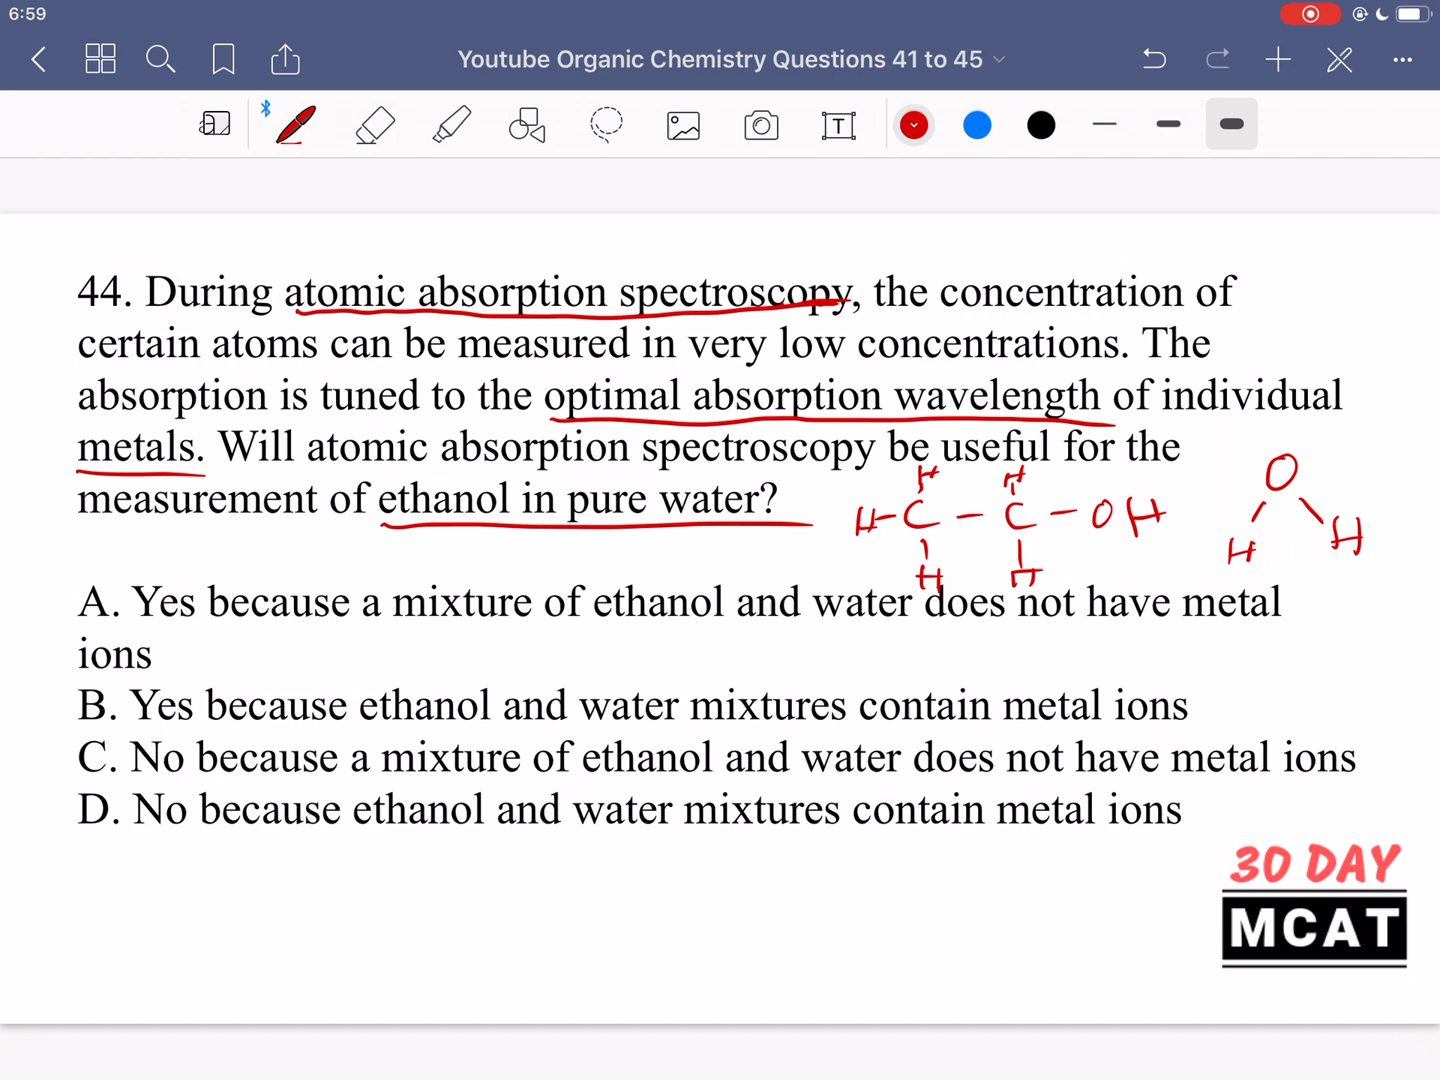 6:59
Youtube Organic Chemistry Questions 41 to 45
T
44. During atomic absorption spectroscopy, the concentration of
certain atoms can be measured in very low concentrations. The
absorption is tuned to the optimal absorption wavelength of individual
metals. Will atomic absorption spectroscopy be useful for the
measurement of ethanol in pure water?
H H O
H-C-C-OH
H H
H H
A. Yes because a mixture of ethanol and water does not have metal
ions
B. Yes because ethanol and water mixtures contain metal ions
C. No because a mixture of ethanol and water does not have metal ions
D. No because ethanol and water mixtures contain metal ions
30 DAY
MCAT